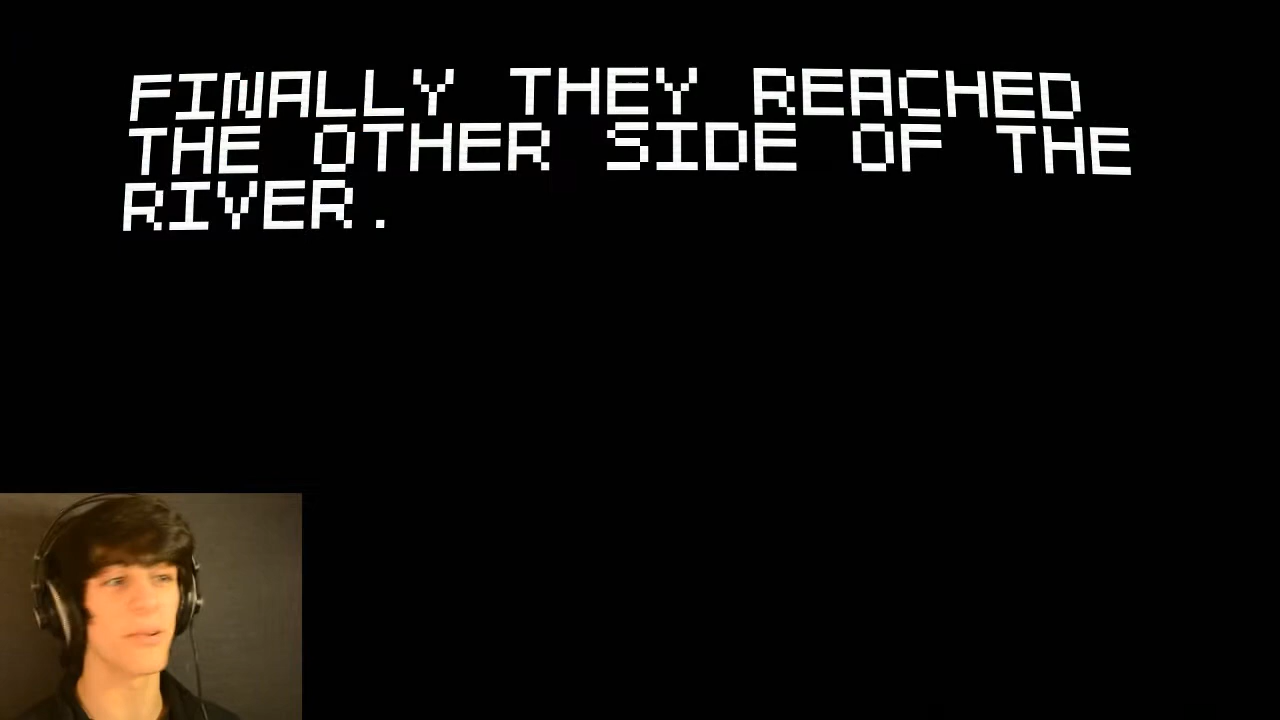 FINALLY THEY REACHED
THE OTHER SIDE OF THE
RIVER.